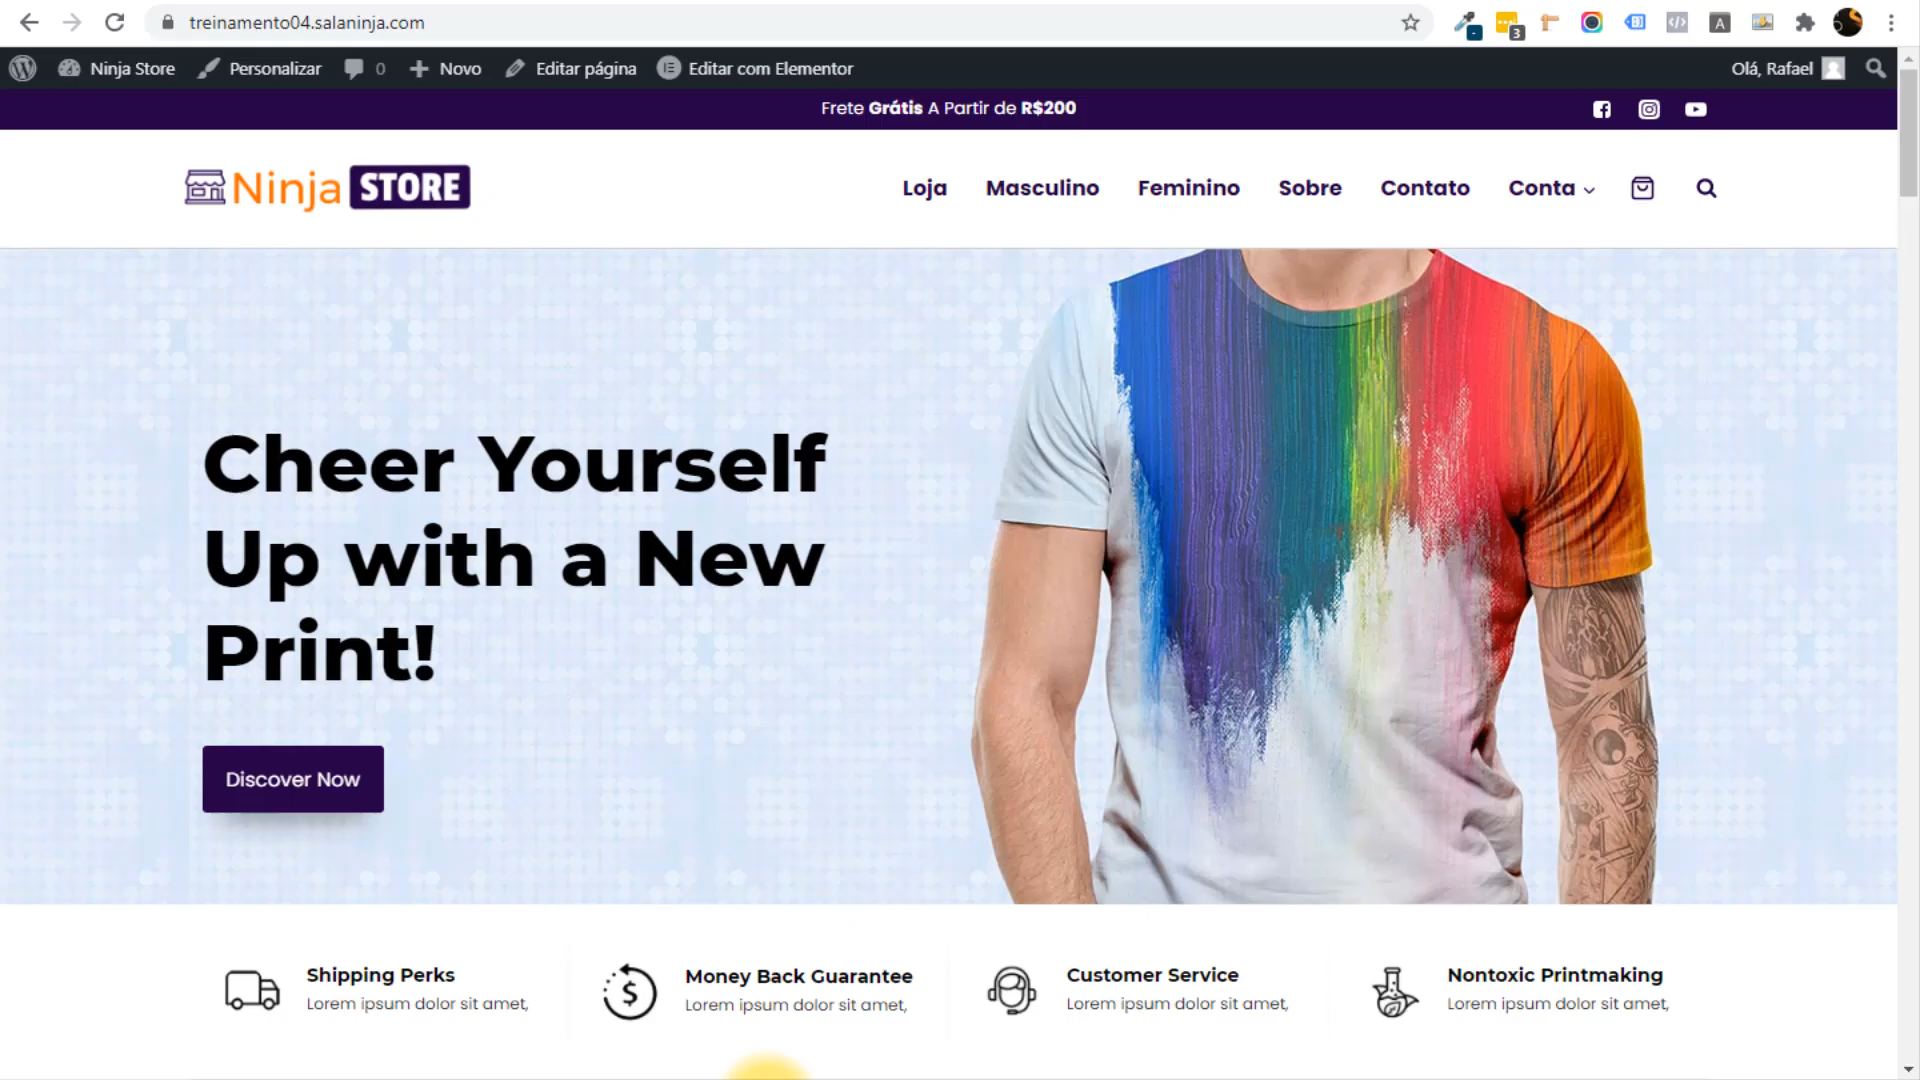 treinamento04.salaninja.com
3
Ninja Store Personalizar 0 Novo Editar página Editar com Elementor Olá, Rafael
Frete Grátis A Partir de R$200
Ninja STORE
Loja Masculino Feminino Sobre Contato Conta
Cheer Yourself
Up with a New
Print!
Discover Now
Shipping Perks
Lorem ipsum dolor sit amet,
Money Back Guarantee
Lorem ipsum dolor sit amet,
Customer Service
Lorem ipsum dolor sit amet,
Nontoxic Printmaking
Lorem ipsum dolor sit amet,